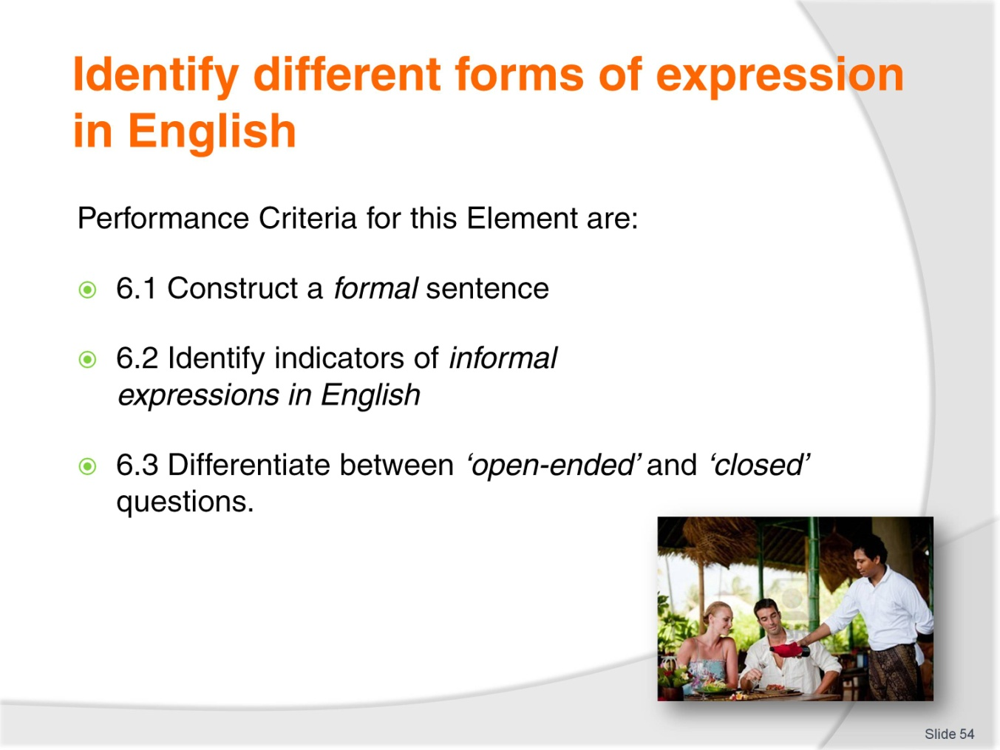 Identify different forms of expression
in English
Performance Criteria for this Element are:
6.1 Construct a formal sentence
6.2 Identify indicators of informal
expressions in English
6.3 Differentiate between ‘open-ended’ and ‘closed’
questions.
Slide 54